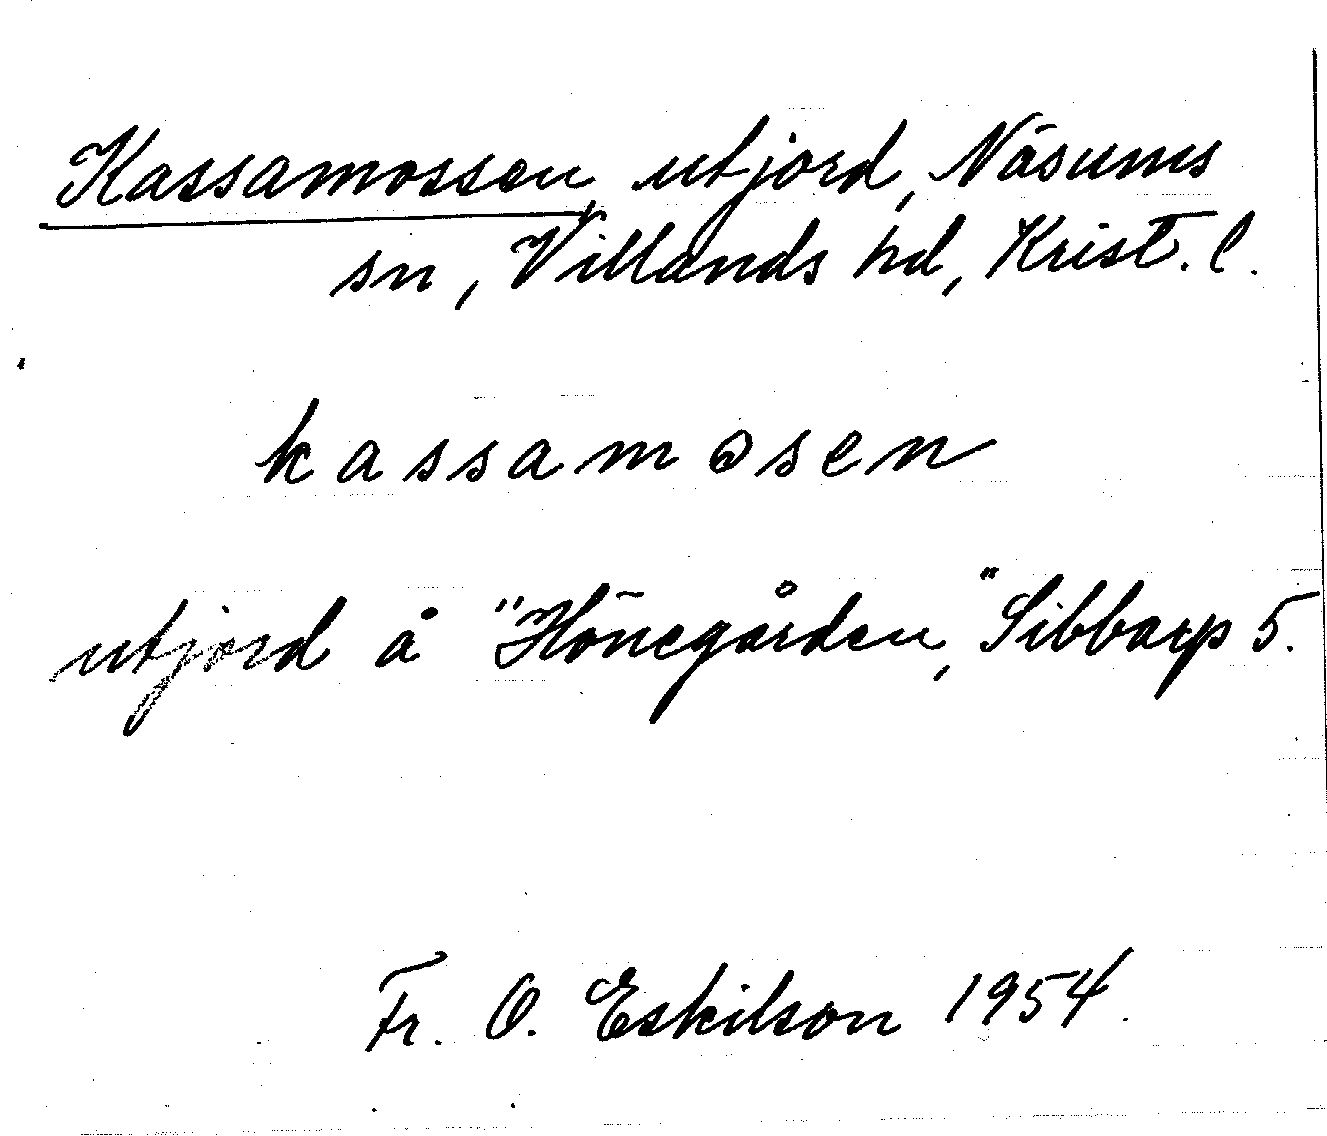 Kassamossen, utjord, Näsums
sn, Villands hd, Krist. l.
kassamosen
utjord å "Hönegården," Sibbarp 5.
Fr. O. Eskilson 1954.